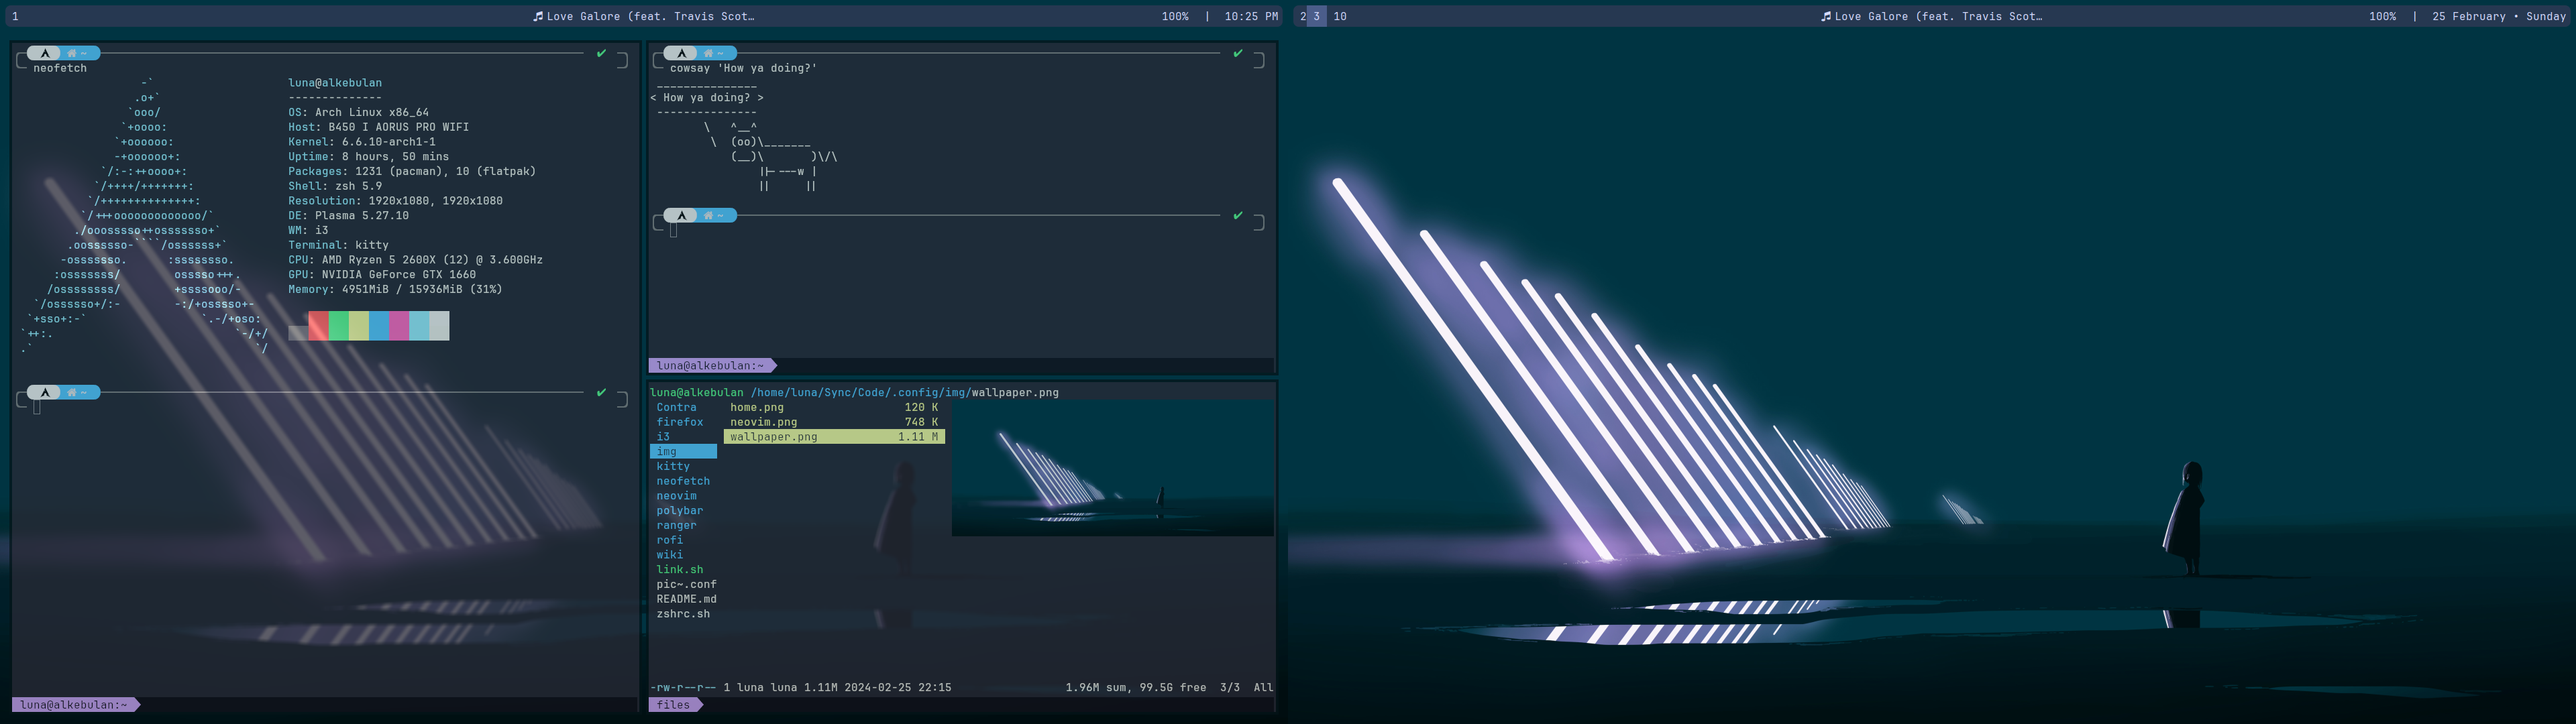 1
Love Galore (feat. Travis Scot…
100% | 10:25 PM
2 3 10
Love Galore (feat. Travis Scot…
100% | 25 February • Sunday
~
neofetch
luna@alkebulan
--------------
OS: Arch Linux x86_64
Host: B450 I AORUS PRO WIFI
Kernel: 6.6.10-arch1-1
Uptime: 8 hours, 50 mins
Packages: 1231 (pacman), 10 (flatpak)
Shell: zsh 5.9
Resolution: 1920x1080, 1920x1080
DE: Plasma 5.27.10
WM: i3
Terminal: kitty
CPU: AMD Ryzen 5 2600X (12) @ 3.600GHz
GPU: NVIDIA GeForce GTX 1660
Memory: 4951MiB / 15936MiB (31%)
~
luna@alkebulan:~
~
cowsay 'How ya doing?'
< How ya doing? >
~
luna@alkebulan:~
luna@alkebulan /home/luna/Sync/Code/.config/img/wallpaper.png
Contra
firefox
i3
img
kitty
neofetch
neovim
polybar
ranger
rofi
wiki
link.sh
pic~.conf
README.md
zshrc.sh
home.png 120 K
neovim.png 748 K
wallpaper.png 1.11 M
-rw-r--r-- 1 luna luna 1.11M 2024-02-25 22:15 1.96M sum, 99.5G free 3/3 All
files